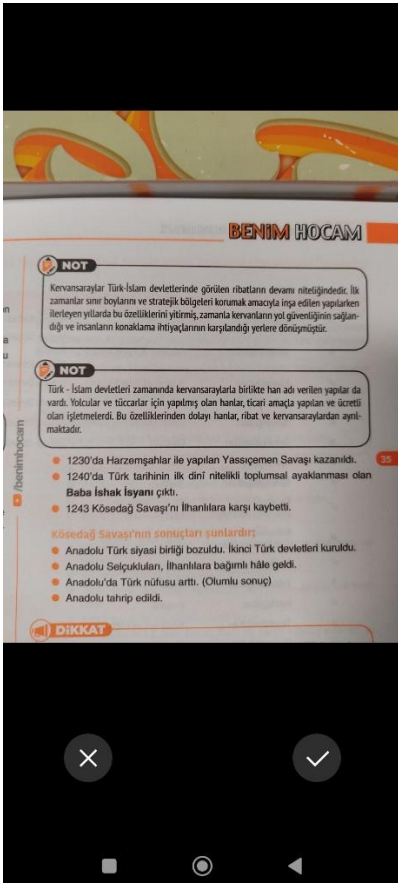 BENiM HOCAM
NOT
Kervansaraylar Türk-İslam devletlerinde görülen ribatların devamı niteliğindedir. İlk
zamanlar sınır boylarını ve stratejik bölgeleri korumak amacıyla inşa edilen yapılarken
ilerleyen yıllarda bu özelliklerini yitirmiş, zamanla kervanların yol güvenliğinin sağlan-
dığı ve insanların konaklama ihtiyaçlarının karşılandığı yerlere dönüşmüştür.
NOT
Türk - İslam devletleri zamanında kervansaraylarla birlikte han adı verilen yapılar da
vardı. Yolcular ve tüccarlar için yapılmış olan hanlar, ticari amaçla yapılan ve ücretli
olan işletmelerdi. Bu özelliklerinden dolayı hanlar, ribat ve kervansaraylardan ayrıl-
maktadır.
1230'da Harzemşahlar ile yapılan Yassıçemen Savaşı kazanıldı.
35
1240'da Türk tarihinin ilk dinî nitelikli toplumsal ayaklanması olan
Baba İshak İsyanı çıktı.
1243 Kösedağ Savaşı'nı İlhanlılara karşı kaybetti.
Kösedağ Savaşı'nın sonuçları şunlardır;
Anadolu Türk siyasi birliği bozuldu. İkinci Türk devletleri kuruldu.
Anadolu Selçukluları, İlhanlılara bağımlı hâle geldi.
Anadolu'da Türk nüfusu arttı. (Olumlu sonuç)
Anadolu tahrip edildi.
DİKKAT
/benimhocam